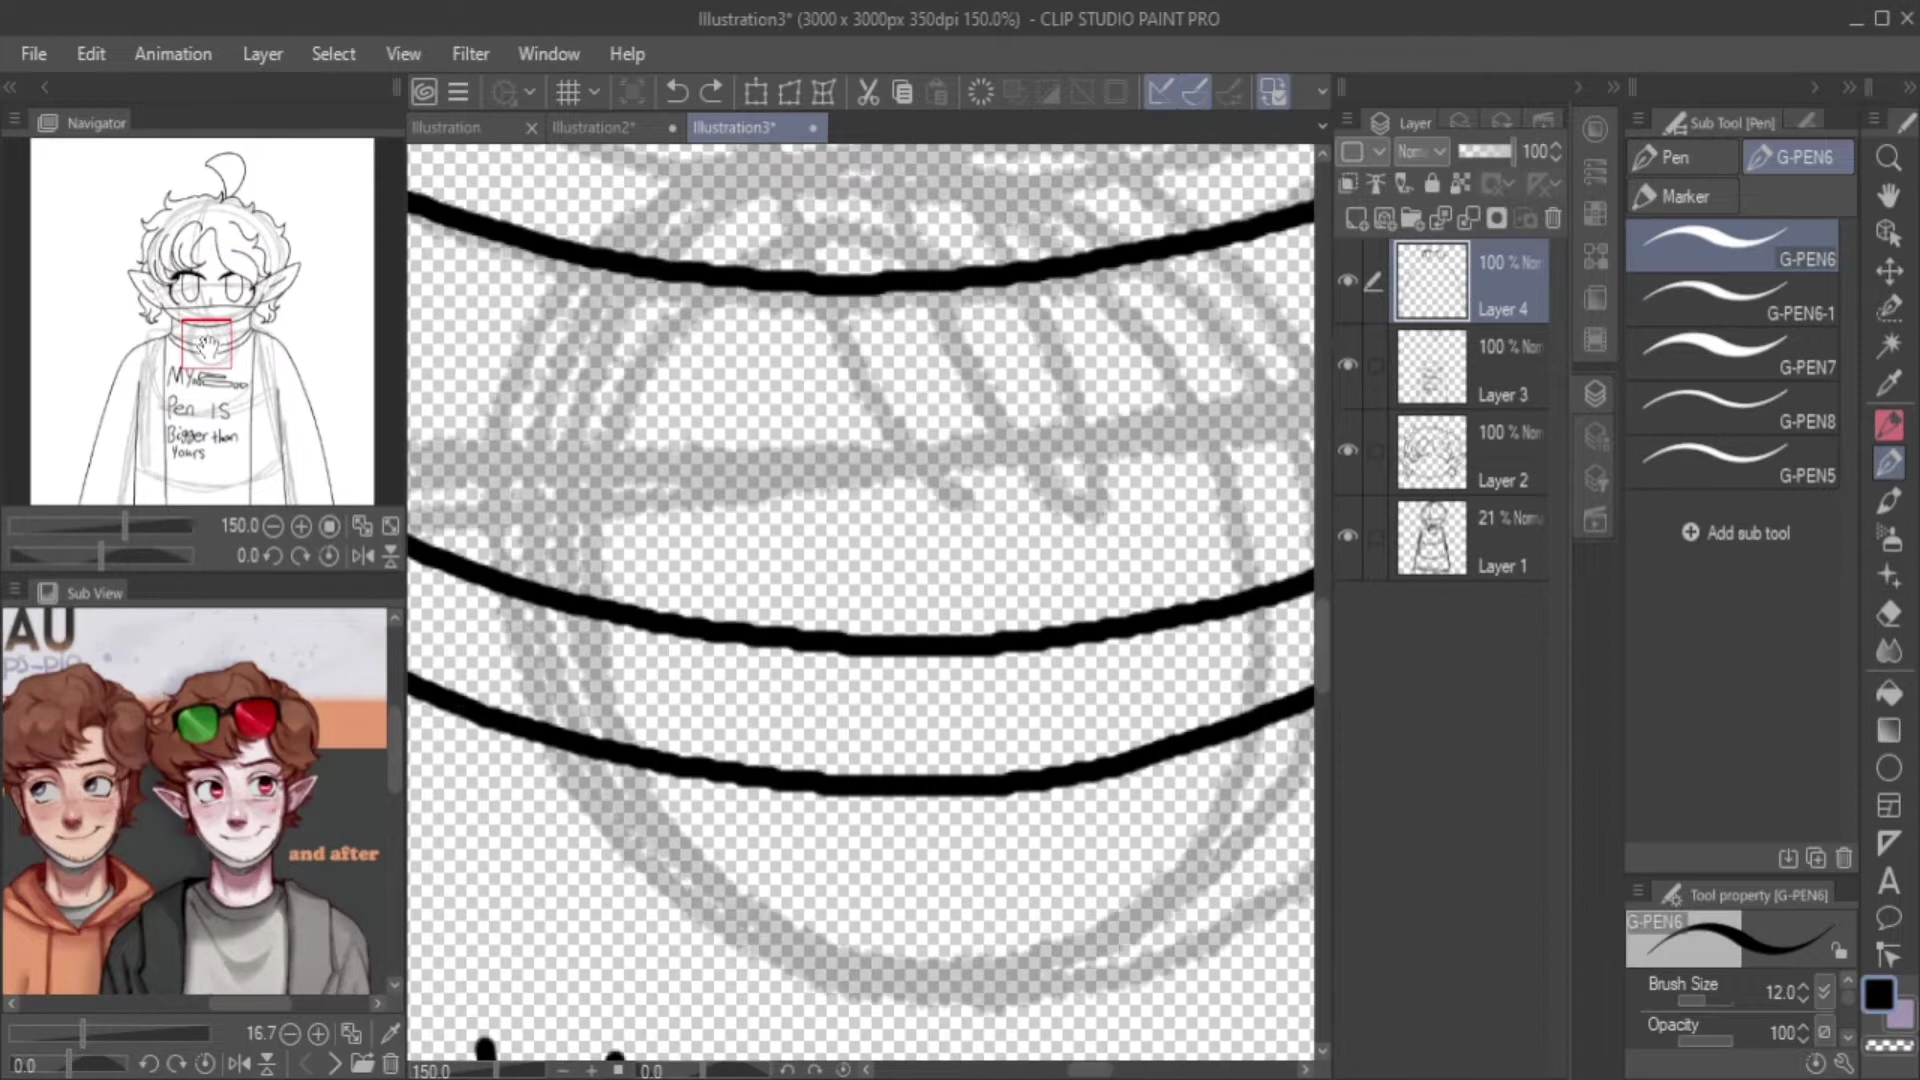 Illustration3* (3000 x 3000px 350dpi 150.0%) - CLIP STUDIO PAINT PRO
File Edit Animation Layer Select View Filter Window Help
Navigator
Illustration
Illustration2*
Illustration3*
Layer
Sub Tool [Pen]
100
Pen
G-PEN6
Marker
G-PEN6
100 % Nor
Layer 4
G-PEN6-1
100 % Nor
Layer 3
G-PEN7
G-PEN8
100 % Nor
Layer 2
G-PEN5
21 % Norm
Layer 1
Add sub tool
My
Pen IS
Bigger than
Yours
150.0
0.0
Sub View
AU
and after
16.7
0.0
150.0
0.0
Tool property [G-PEN6]
G-PEN6
Brush Size
12.0
Opacity
100